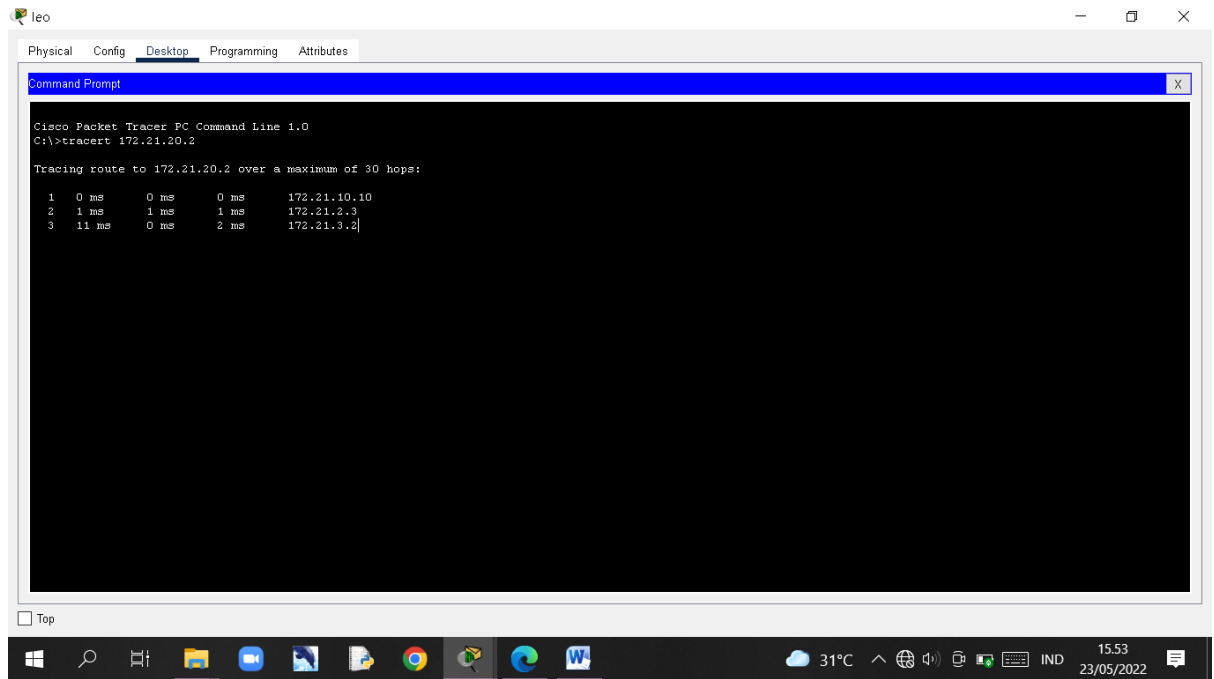 leo
Physical Config Desktop Programming Attributes
Command Prompt
X
Cisco Packet Tracer PC Command Line 1.0
C:\>tracert 172.21.20.2
Tracing route to 172.21.20.2 over a maximum of 30 hops:
1 0 ms 0 ms 0 ms 172.21.10.10
2 1 ms 1 ms 1 ms 172.21.2.3
3 11 ms 0 ms 2 ms 172.21.3.2
Top
31°C IND 15.53
23/05/2022